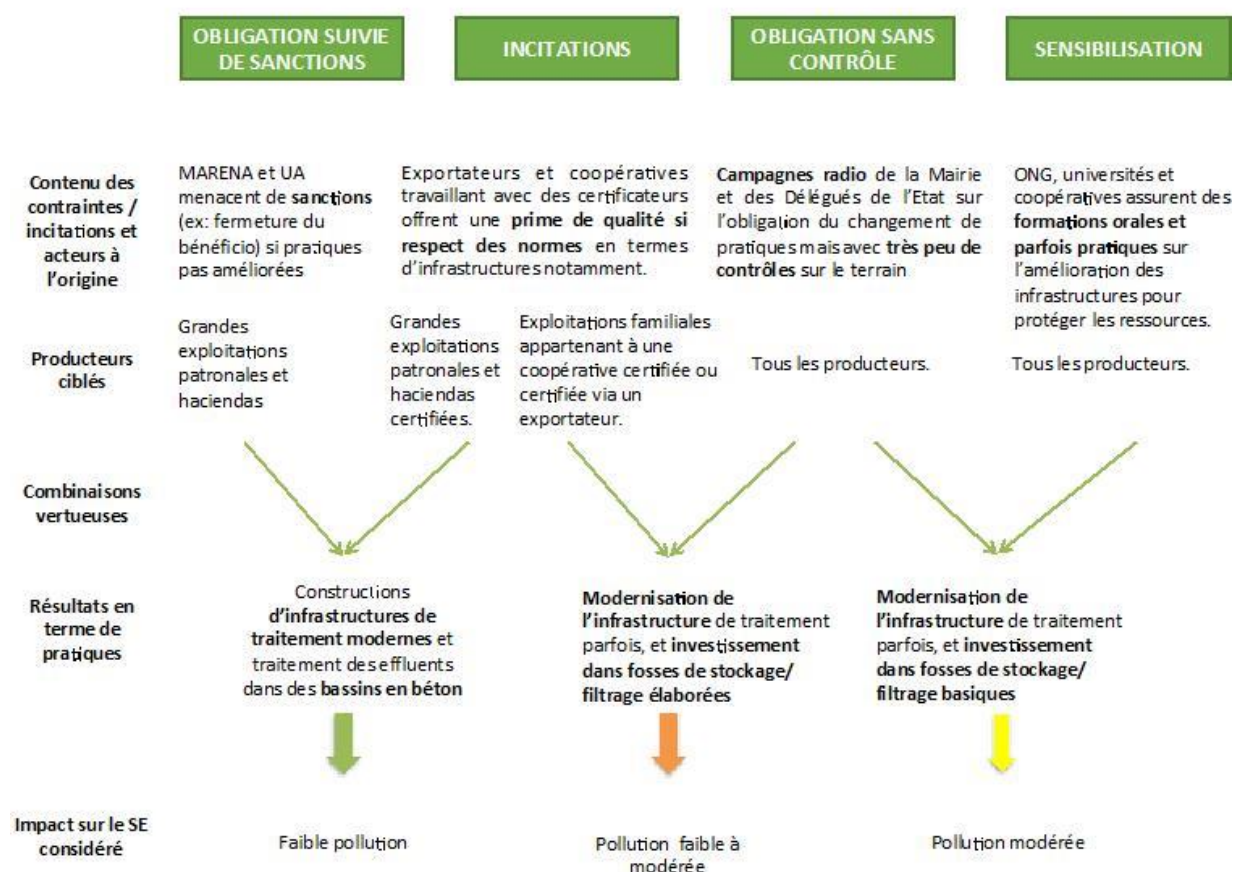 OBLIGATION SUIVIE
DE SANCTIONS
INCITATIONS
OBLIGATION SANS
CONTRÔLE
SENSIBILISATION
Contenu des
contraintes /
incitations et
acteurs à
l'origine
MARENA et UA
menacent de sanctions
(ex: fermeture du
bénéficio) si pratiques
pas améliorées
Exportateurs et coopératives
travaillant avec des certificateurs
offrent une prime de qualité si
respect des normes en termes
d'infrastructures notamment.
Campagnes radio de la Mairie
et des Délégués de l'Etat sur
l'obligation du changement de
pratiques mais avec très peu de
contrôles sur le terrain
ONG, universités et
coopératives assurent des
formations orales et
parfois pratiques sur
l'amélioration des
infrastructures pour
protéger les ressources.
Producteurs
ciblés
Grandes
exploitations
patronales et
haciendas
Grandes
exploitations
patronales et
haciendas
certifiées.
Exploitations familiales
appartenant à une
coopérative certifiée ou
certifiée via un
exportateur.
Tous les producteurs.
Tous les producteurs.
Combinaisons
vertueuses
Résultats en
terme de
pratiques
Constructions
d'infrastructures de
traitement modernes et
traitement des effluents
dans des bassins en béton
Modernisation de
l'infrastructure de traitement
parfois, et investissement
dans fosses de stockage/
filtrage élaborées
Modernisation de
l'infrastructure de traitement
parfois, et investissement
dans fosses de stockage/
filtrage basiques
Impact sur le SE
considéré
Faible pollution
Pollution faible à
modérée
Pollution modérée